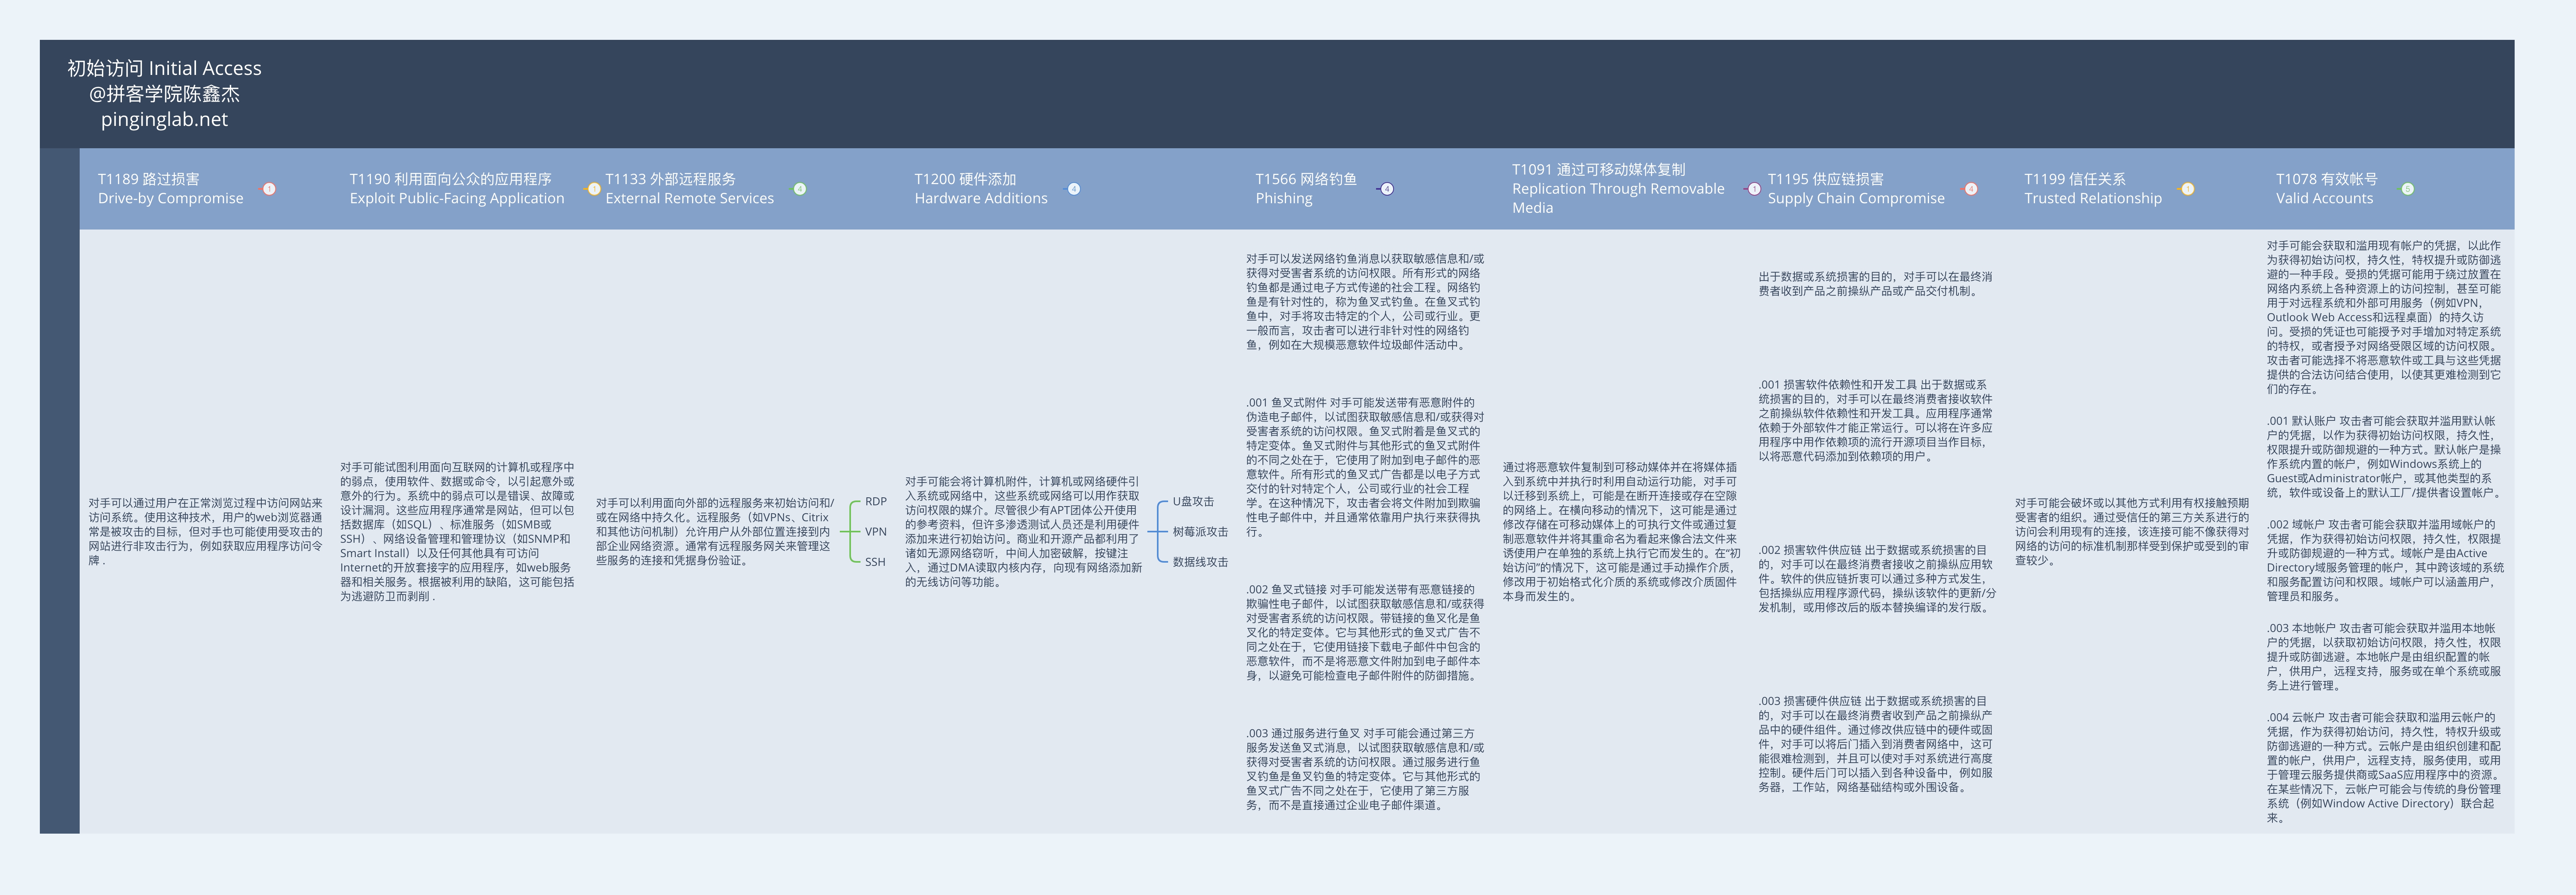 初始访问 Initial Access
@拼客学院陈鑫杰
pinginglab.net
T1189 路过损害
Drive-by Compromise
1
T1190 利用面向公众的应用程序
Exploit Public-Facing Application
1
T1133 外部远程服务
External Remote Services
4
T1200 硬件添加
Hardware Additions
4
T1566 网络钓鱼
Phishing
4
T1091 通过可移动媒体复制
Replication Through Removable
Media
1
T1195 供应链损害
Supply Chain Compromise
4
T1199 信任关系
Trusted Relationship
1
T1078 有效帐号
Valid Accounts
对手可以通过用户在正常浏览过程中访问网站来
访问系统。使用这种技术，用户的web浏览器通
常是被攻击的目标，但对手也可能使用受攻击的
网站进行非攻击行为，例如获取应用程序访问令
牌 .
对手可能试图利用面向互联网的计算机或程序中
的弱点，使用软件、数据或命令，以引起意外或
意外的行为。系统中的弱点可以是错误、故障或
设计漏洞。这些应用程序通常是网站，但可以包
括数据库（如SQL）、标准服务（如SMB或
SSH）、网络设备管理和管理协议（如SNMP和
Smart Install）以及任何其他具有可访问
Internet的开放套接字的应用程序，如web服务
器和相关服务。根据被利用的缺陷，这可能包括
为逃避防卫而剥削 .
对手可以利用面向外部的远程服务来初始访问和/
或在网络中持久化。远程服务（如VPNs、Citrix
和其他访问机制）允许用户从外部位置连接到内
部企业网络资源。通常有远程服务网关来管理这
些服务的连接和凭据身份验证。
RDP
VPN
SSH
对手可能会将计算机附件，计算机或网络硬件引
入系统或网络中，这些系统或网络可以用作获取
访问权限的媒介。尽管很少有APT团体公开使用
的参考资料，但许多渗透测试人员还是利用硬件
添加来进行初始访问。商业和开源产品都利用了
诸如无源网络窃听，中间人加密破解，按键注
入，通过DMA读取内核内存，向现有网络添加新
的无线访问等功能。
U盘攻击
树莓派攻击
数据线攻击
对手可以发送网络钓鱼消息以获取敏感信息和/或
获得对受害者系统的访问权限。所有形式的网络
钓鱼都是通过电子方式传递的社会工程。网络钓
鱼是有针对性的，称为鱼叉式钓鱼。在鱼叉式钓
鱼中，对手将攻击特定的个人，公司或行业。更
一般而言，攻击者可以进行非针对性的网络钓
鱼，例如在大规模恶意软件垃圾邮件活动中。
.001 鱼叉式附件 对手可能发送带有恶意附件的
伪造电子邮件，以试图获取敏感信息和/或获得对
受害者系统的访问权限。鱼叉式附着是鱼叉式的
特定变体。鱼叉式附件与其他形式的鱼叉式附件
的不同之处在于，它使用了附加到电子邮件的恶
意软件。所有形式的鱼叉式广告都是以电子方式
交付的针对特定个人，公司或行业的社会工程
学。在这种情况下，攻击者会将文件附加到欺骗
性电子邮件中，并且通常依靠用户执行来获得执
行。
.002 鱼叉式链接 对手可能发送带有恶意链接的
欺骗性电子邮件，以试图获取敏感信息和/或获得
对受害者系统的访问权限。带链接的鱼叉化是鱼
叉化的特定变体。它与其他形式的鱼叉式广告不
同之处在于，它使用链接下载电子邮件中包含的
恶意软件，而不是将恶意文件附加到电子邮件本
身，以避免可能检查电子邮件附件的防御措施。
.003 通过服务进行鱼叉 对手可能会通过第三方
服务发送鱼叉式消息，以试图获取敏感信息和/或
获得对受害者系统的访问权限。通过服务进行鱼
叉钓鱼是鱼叉钓鱼的特定变体。它与其他形式的
鱼叉式广告不同之处在于，它使用了第三方服
务，而不是直接通过企业电子邮件渠道。
通过将恶意软件复制到可移动媒体并在将媒体插
入到系统中并执行时利用自动运行功能，对手可
以迁移到系统上，可能是在断开连接或存在空隙
的网络上。在横向移动的情况下，这可能是通过
修改存储在可移动媒体上的可执行文件或通过复
制恶意软件并将其重命名为看起来像合法文件来
诱使用户在单独的系统上执行它而发生的。在“初
始访问”的情况下，这可能是通过手动操作介质，
修改用于初始格式化介质的系统或修改介质固件
本身而发生的。
出于数据或系统损害的目的，对手可以在最终消
费者收到产品之前操纵产品或产品交付机制。
.001 损害软件依赖性和开发工具 出于数据或系
统损害的目的，对手可以在最终消费者接收软件
之前操纵软件依赖性和开发工具。应用程序通常
依赖于外部软件才能正常运行。可以将在许多应
用程序中用作依赖项的流行开源项目当作目标，
以将恶意代码添加到依赖项的用户。
.002 损害软件供应链 出于数据或系统损害的目
的，对手可以在最终消费者接收之前操纵应用软
件。软件的供应链折衷可以通过多种方式发生，
包括操纵应用程序源代码，操纵该软件的更新/分
发机制，或用修改后的版本替换编译的发行版。
.003 损害硬件供应链 出于数据或系统损害的目
的，对手可以在最终消费者收到产品之前操纵产
品中的硬件组件。通过修改供应链中的硬件或固
件，对手可以将后门插入到消费者网络中，这可
能很难检测到，并且可以使对手对系统进行高度
控制。硬件后门可以插入到各种设备中，例如服
务器，工作站，网络基础结构或外围设备。
对手可能会破坏或以其他方式利用有权接触预期
受害者的组织。通过受信任的第三方关系进行的
访问会利用现有的连接，该连接可能不像获得对
网络的访问的标准机制那样受到保护或受到的审
查较少。
对手可能会获取和滥用现有帐户的凭据，以此作
为获得初始访问权，持久性，特权提升或防御逃
避的一种手段。受损的凭据可能用于绕过放置在
网络内系统上各种资源上的访问控制，甚至可能
用于对远程系统和外部可用服务（例如VPN，
Outlook Web Access和远程桌面）的持久访
问。受损的凭证也可能授予对手增加对特定系统
的特权，或者授予对网络受限区域的访问权限。
攻击者可能选择不将恶意软件或工具与这些凭据
提供的合法访问结合使用，以使其更难检测到它
们的存在。
.001 默认账户 攻击者可能会获取并滥用默认帐
户的凭据，以作为获得初始访问权限，持久性，
权限提升或防御规避的一种方式。默认帐户是操
作系统内置的帐户，例如Windows系统上的
Guest或Administrator帐户，或其他类型的系
统，软件或设备上的默认工厂/提供者设置帐户。
.002 域帐户 攻击者可能会获取并滥用域帐户的
凭据，作为获得初始访问权限，持久性，权限提
升或防御规避的一种方式。域帐户是由Active
Directory域服务管理的帐户，其中跨该域的系统
和服务配置访问和权限。域帐户可以涵盖用户，
管理员和服务。
.003 本地帐户 攻击者可能会获取并滥用本地帐
户的凭据，以获取初始访问权限，持久性，权限
提升或防御逃避。本地帐户是由组织配置的帐
户，供用户，远程支持，服务或在单个系统或服
务上进行管理。
.004 云帐户 攻击者可能会获取和滥用云帐户的
凭据，作为获得初始访问，持久性，特权升级或
防御逃避的一种方式。云帐户是由组织创建和配
置的帐户，供用户，远程支持，服务使用，或用
于管理云服务提供商或SaaS应用程序中的资源。
在某些情况下，云帐户可能会与传统的身份管理
系统（例如Window Active Directory）联合起
来。